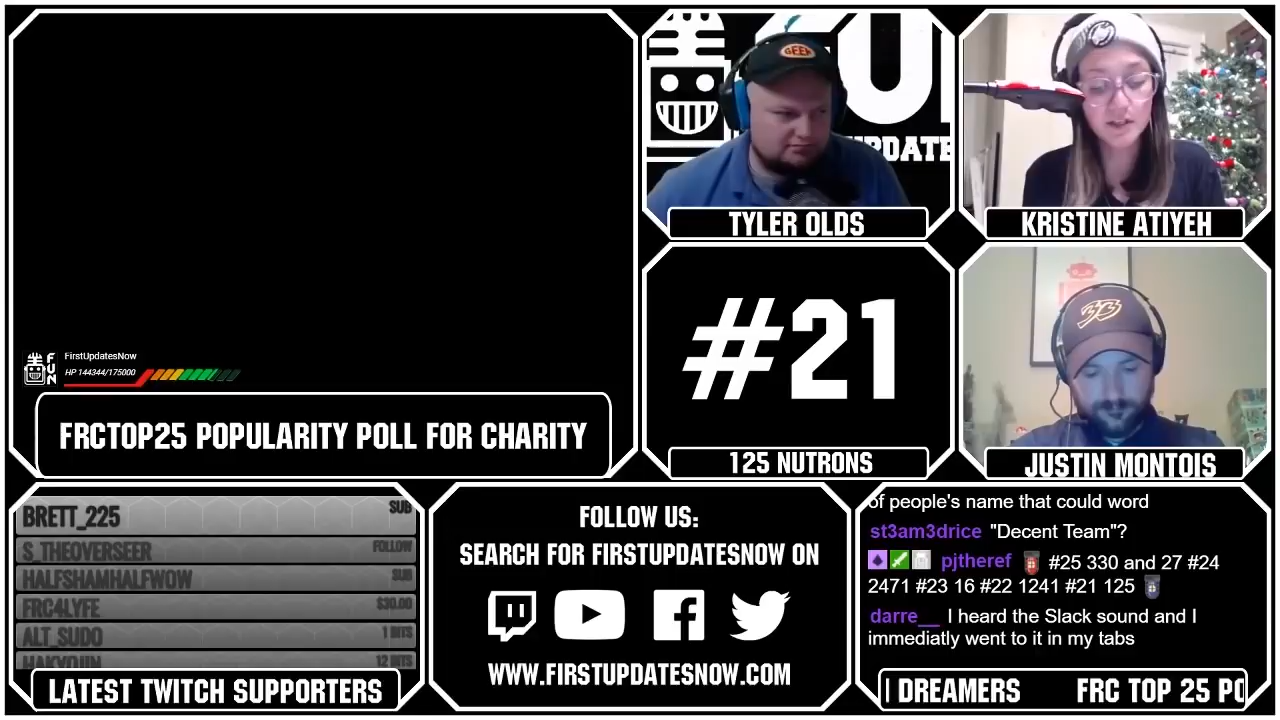 FirstUpdatesNow
HP 144344/175000
FUN
FRCTOP25 POPULARITY POLL FOR CHARITY
GEEK
UPDATE
TYLER OLDS
KRISTINE ATIYEH
#21
125 NUTRONS
33
JUSTIN MONTOIS
BRETT_225 SUB
S_THEOVERSEER FOLLOW
HALFSHAMHALFWOW SUB
FRC4LYFE $30.00
ALT_SUDO 1 BITS
12 BITS
LATEST TWITCH SUPPORTERS
FOLLOW US:
SEARCH FOR FIRSTUPDATESNOW ON
WWW.FIRSTUPDATESNOW.COM
of people's name that could word
st3am3drice "Decent Team"?
pjtheref #25 330 and 27 #24
2471 #23 16 #22 1241 #21 125
darre__ I heard the Slack sound and I
immediatly went to it in my tabs
DREAMERS FRC TOP 25 PO